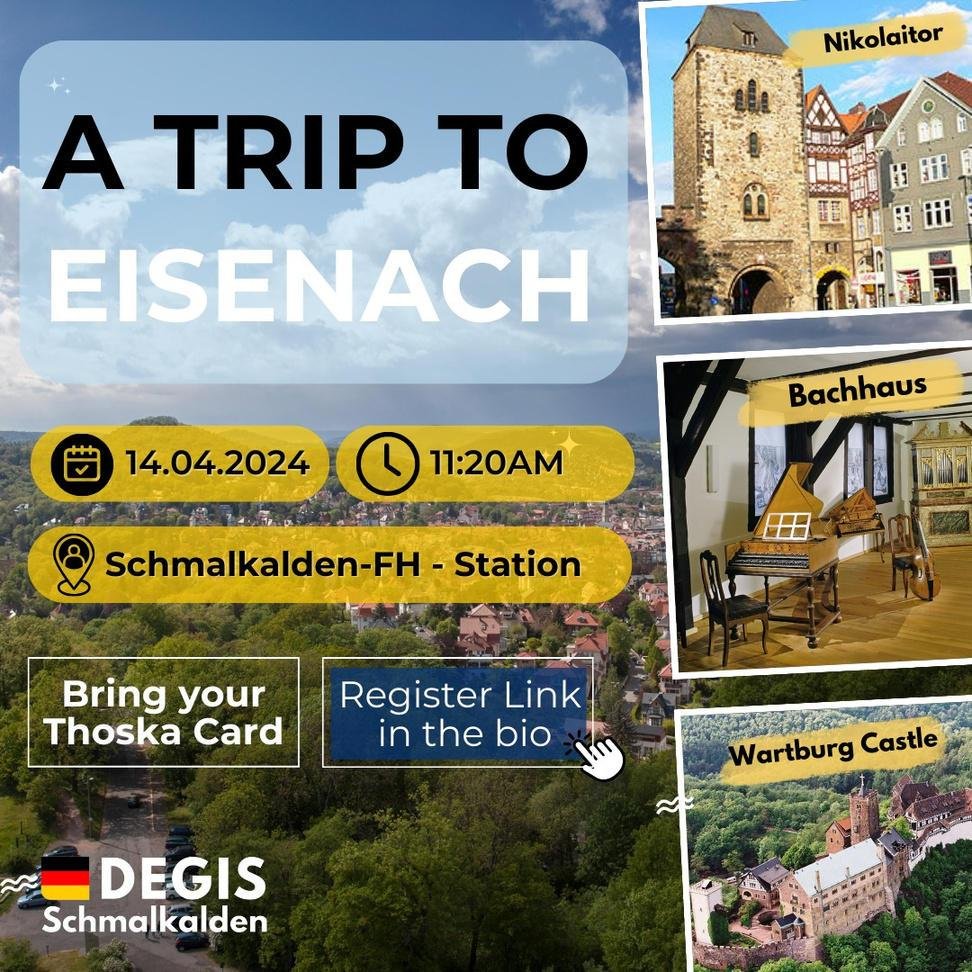 A TRIP TO
EISENACH
14.04.2024
11:20AM
Schmalkalden-FH - Station
Bring your
Thoska Card
Register Link
in the bio
DEGIS
Schmalkalden
Nikolaitor
Bachhaus
Wartburg Castle